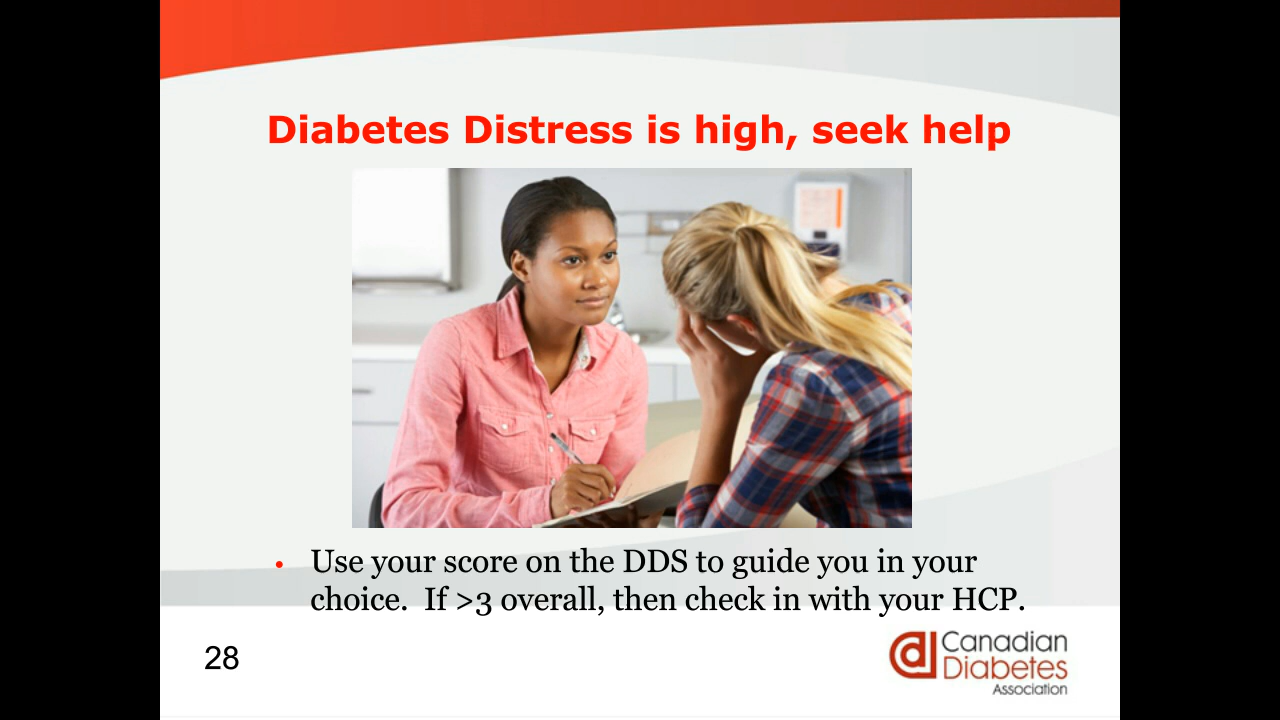 Diabetes Distress is high, seek help
• Use your score on the DDS to guide you in your
choice. If >3 overall, then check in with your HCP.
28
Canadian
Diabetes
Association